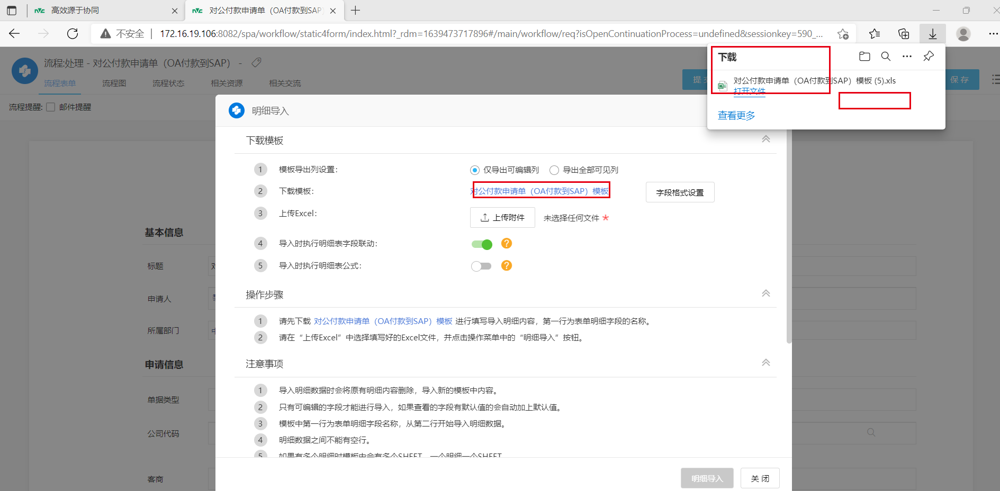 高效源于协同
对公付款申请单（OA付款到SAP）
不安全
172.16.19.106:8082/spa/workflow/static4form/index.html?_rdm=1639473717896#/main/workflow/req?isOpenContinuationProcess=undefined&sessionkey=590_...
下载
对公付款申请单（OA付款到SAP）模板 (5).xls
打开文件
查看更多
流程:处理 - 对公付款申请单（OA付款到SAP） -
提交
保存
流程表单 流程图 流程状态 相关资源 相关交流
流程提醒: 邮件提醒
明细导入
下载模板
1 模板导出列设置: 仅导出可编辑列 导出全部可见列
2 下载模板: 对公付款申请单（OA付款到SAP）模板 字段格式设置
3 上传Excel: 上传附件 未选择任何文件 *
4 导入时执行明细表字段联动: ?
5 导入时执行明细表公式: ?
操作步骤
1 请先下载 对公付款申请单（OA付款到SAP）模板 进行填写导入明细内容，第一行为表单明细字段的名称。
2 请在“上传Excel”中选择填写好的Excel文件，并点击操作菜单中的“明细导入”按钮。
注意事项
1 导入明细数据时会将原有明细内容删除，导入新的模板中内容。
2 只有可编辑的字段才能进行导入，如果查看的字段有默认值的会自动加上默认值。
3 模板中第一行为表单明细字段名称，从第二行开始导入明细数据。
4 明细数据之间不能有空行。
5 如果有多个明细时模板中会有多个SHEET，一个明细一个SHEET
明细导入 关闭
基本信息
标题
申请人
所属部门
申请信息
单据类型
公司代码
客商